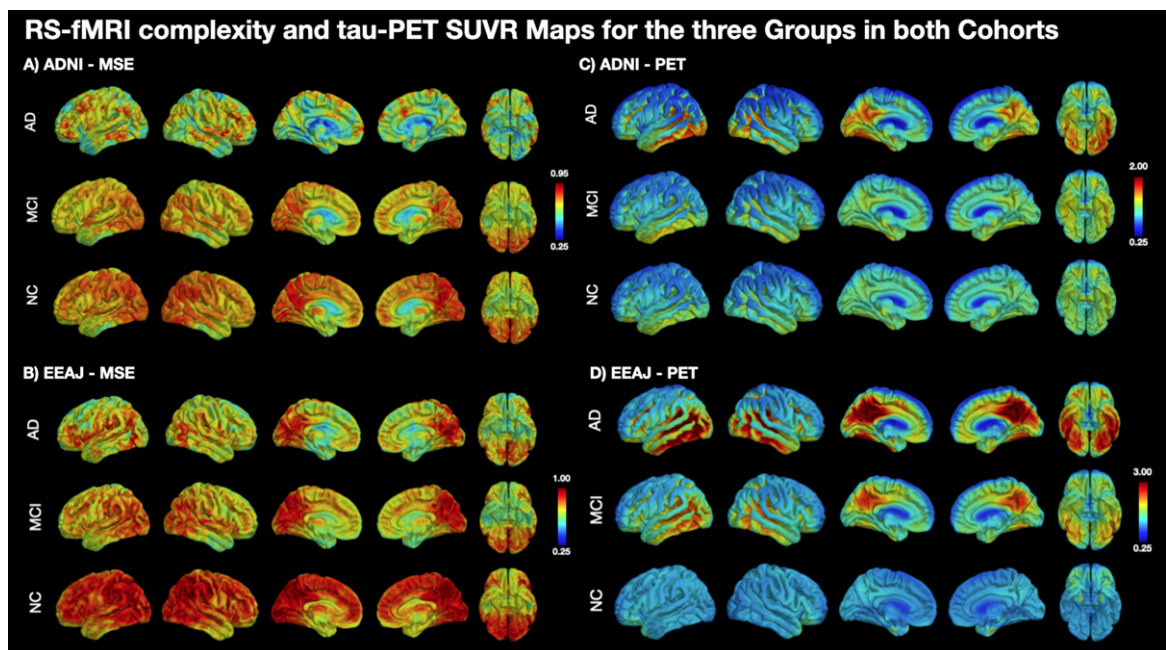 RS-fMRI complexity and tau-PET SUVR Maps for the three Groups in both Cohorts
A) ADNI - MSE
AD
MCI
NC
0.95
0.25
B) EEAJ - MSE
AD
MCI
NC
1.00
0.25
C) ADNI - PET
AD
MCI
NC
2.00
0.25
D) EEAJ - PET
AD
MCI
NC
3.00
0.25